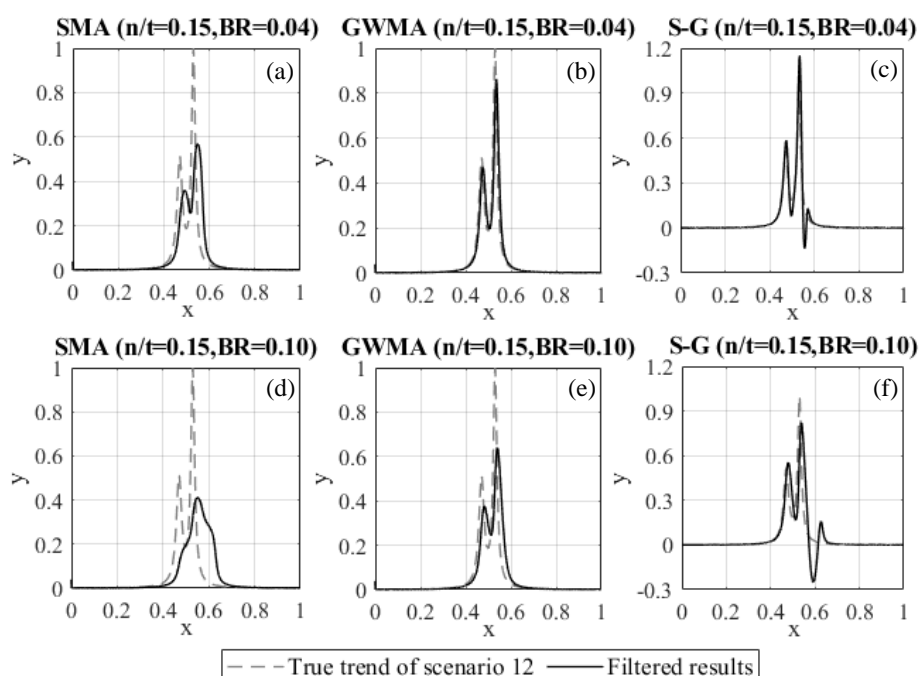 SMA (n/t=0.15,BR=0.04)
GWMA (n/t=0.15,BR=0.04)
S-G (n/t=0.15,BR=0.04)
1
0.8
0.6
0.4
0.2
0
y
(a)
0
0.2
0.4
0.6
0.8
1
x
1
0.8
0.6
0.4
0.2
0
y
(b)
0
0.2
0.4
0.6
0.8
1
x
1.2
0.9
0.6
0.3
0
-0.3
y
(c)
0
0.2
0.4
0.6
0.8
1
x
SMA (n/t=0.15,BR=0.10)
GWMA (n/t=0.15,BR=0.10)
S-G (n/t=0.15,BR=0.10)
1
0.8
0.6
0.4
0.2
0
y
(d)
0
0.2
0.4
0.6
0.8
1
x
1
0.8
0.6
0.4
0.2
0
y
(e)
0
0.2
0.4
0.6
0.8
1
x
1.2
0.9
0.6
0.3
0
-0.3
y
(f)
0
0.2
0.4
0.6
0.8
1
x
True trend of scenario 12
Filtered results